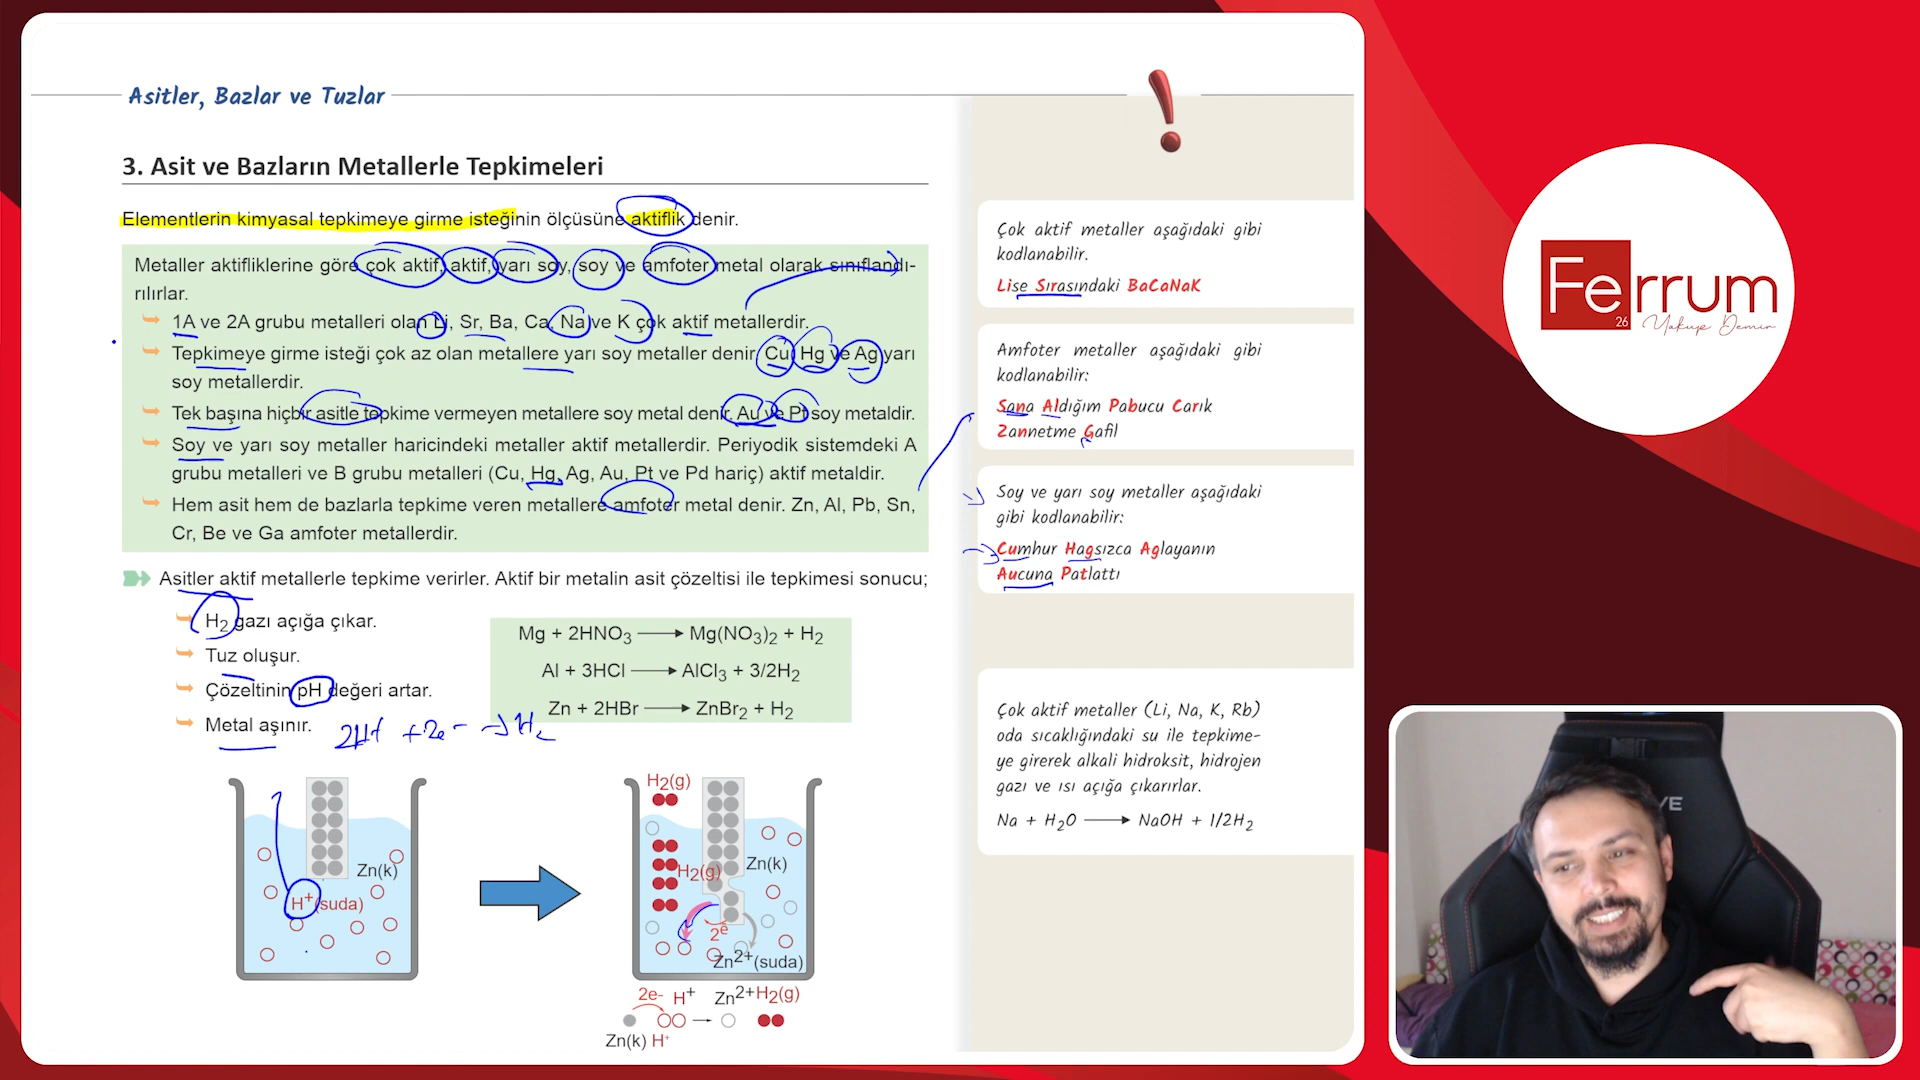 Asitler, Bazlar ve Tuzlar
3. Asit ve Bazların Metallerle Tepkimeleri
Elementlerin kimyasal tepkimeye girme isteğinin ölçüsüne aktiflik denir.
Metaller aktifliklerine göre çok aktif, aktif, yarı soy, soy ve amfoter metal olarak sınıflandı-
rılırlar.
1A ve 2A grubu metalleri olan Li, Sr, Ba, Ca, Na ve K çok aktif metallerdir.
Tepkimeye girme isteği çok az olan metallere yarı soy metaller denir. Cu, Hg ve Ag yarı
soy metallerdir.
Tek başına hiçbir asitle tepkime vermeyen metallere soy metal denir. Au ve Pt soy metaldir.
Soy ve yarı soy metaller haricindeki metaller aktif metallerdir. Periyodik sistemdeki A
grubu metalleri ve B grubu metalleri (Cu, Hg, Ag, Au, Pt ve Pd hariç) aktif metaldir.
Hem asit hem de bazlarla tepkime veren metallere amfoter metal denir. Zn, Al, Pb, Sn,
Cr, Be ve Ga amfoter metallerdir.
Asitler aktif metallerle tepkime verirler. Aktif bir metalin asit çözeltisi ile tepkimesi sonucu;
H2 gazı açığa çıkar.
Tuz oluşur.
Çözeltinin pH değeri artar.
Metal aşınır.
2H+ +2e- → H2
Mg + 2HNO3 → Mg(NO3)2 + H2
Al + 3HCl → AlCl3 + 3/2H2
Zn + 2HBr → ZnBr2 + H2
Zn(k)
H+(suda)
H2(g)
Zn(k)
H2(g)
2e
Zn2+(suda)
2e- H+ Zn2+ H2(g)
Zn(k) H+
!
Çok aktif metaller aşağıdaki gibi
kodlanabilir.
Lise Sırasındaki BaCaNaK
Amfoter metaller aşağıdaki gibi
kodlanabilir:
Sana Aldığım Pabucu Carık
Zannetme Gafil
Soy ve yarı soy metaller aşağıdaki
gibi kodlanabilir:
Cumhur Hagsızca Aglayanın
Aucuna Patlattı
Çok aktif metaller (Li, Na, K, Rb)
oda sıcaklığındaki su ile tepkime-
ye girerek alkali hidroksit, hidrojen
gazı ve ısı açığa çıkarırlar.
Na + H2O → NaOH + 1/2H2
Ferrum
26 Yakup Demir